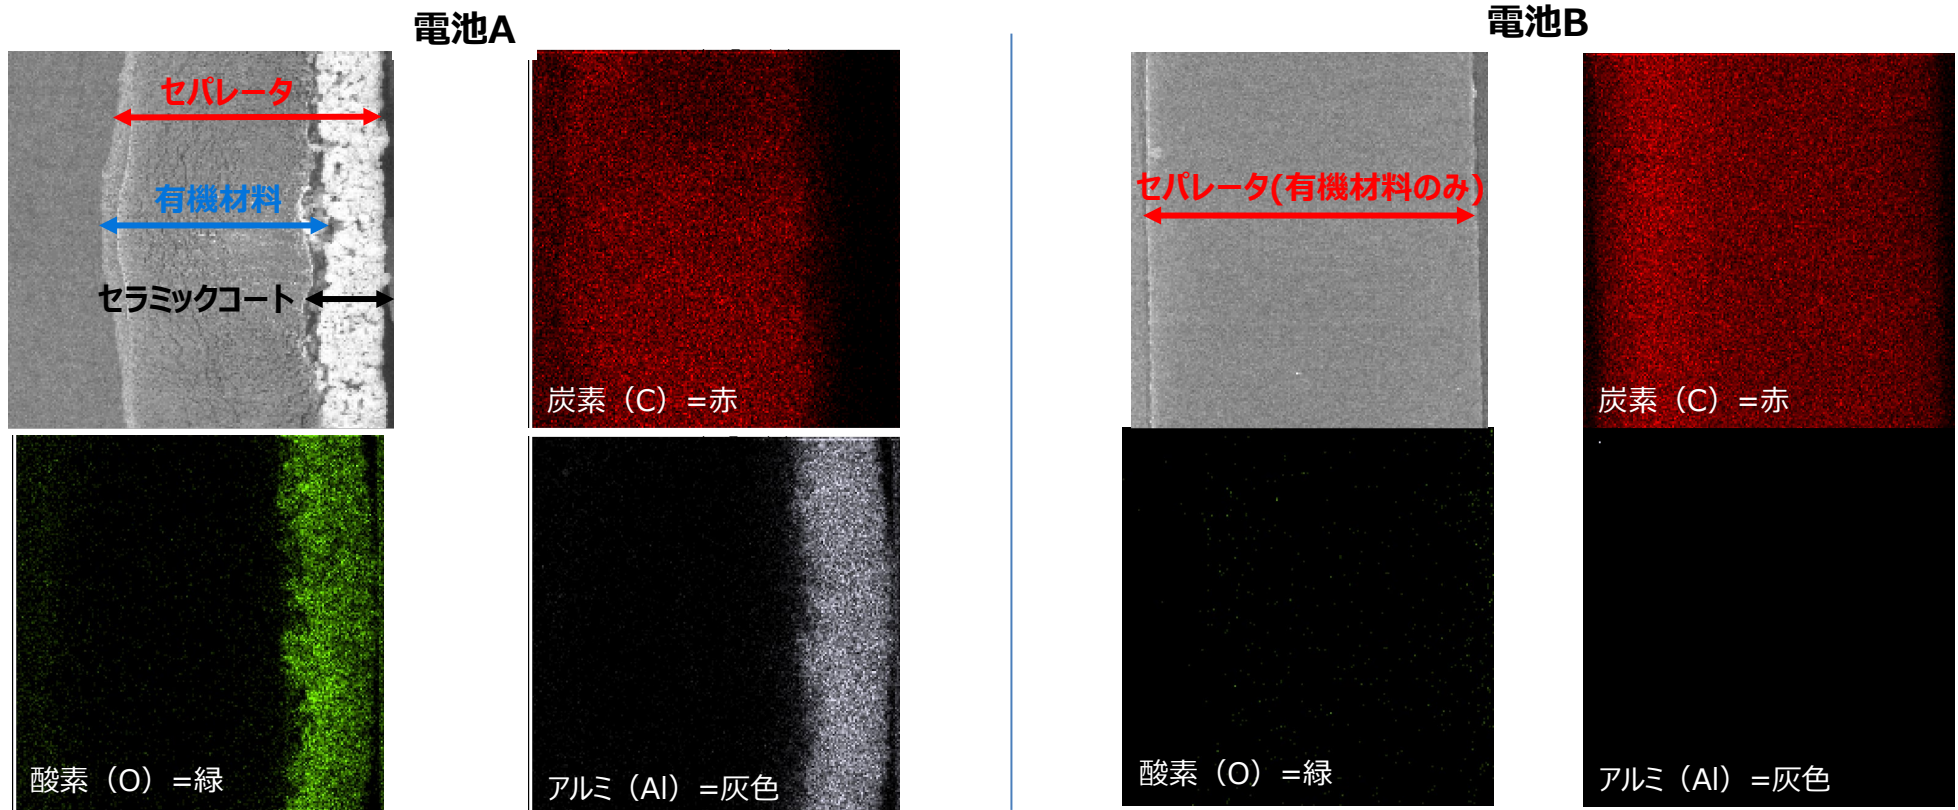 電池A
セパレータ
有機材料
セラミックコート
炭素（C）=赤
酸素（O）=緑
アルミ（Al）=灰色
電池B
セパレータ(有機材料のみ)
炭素（C）=赤
酸素（O）=緑
アルミ（Al）=灰色